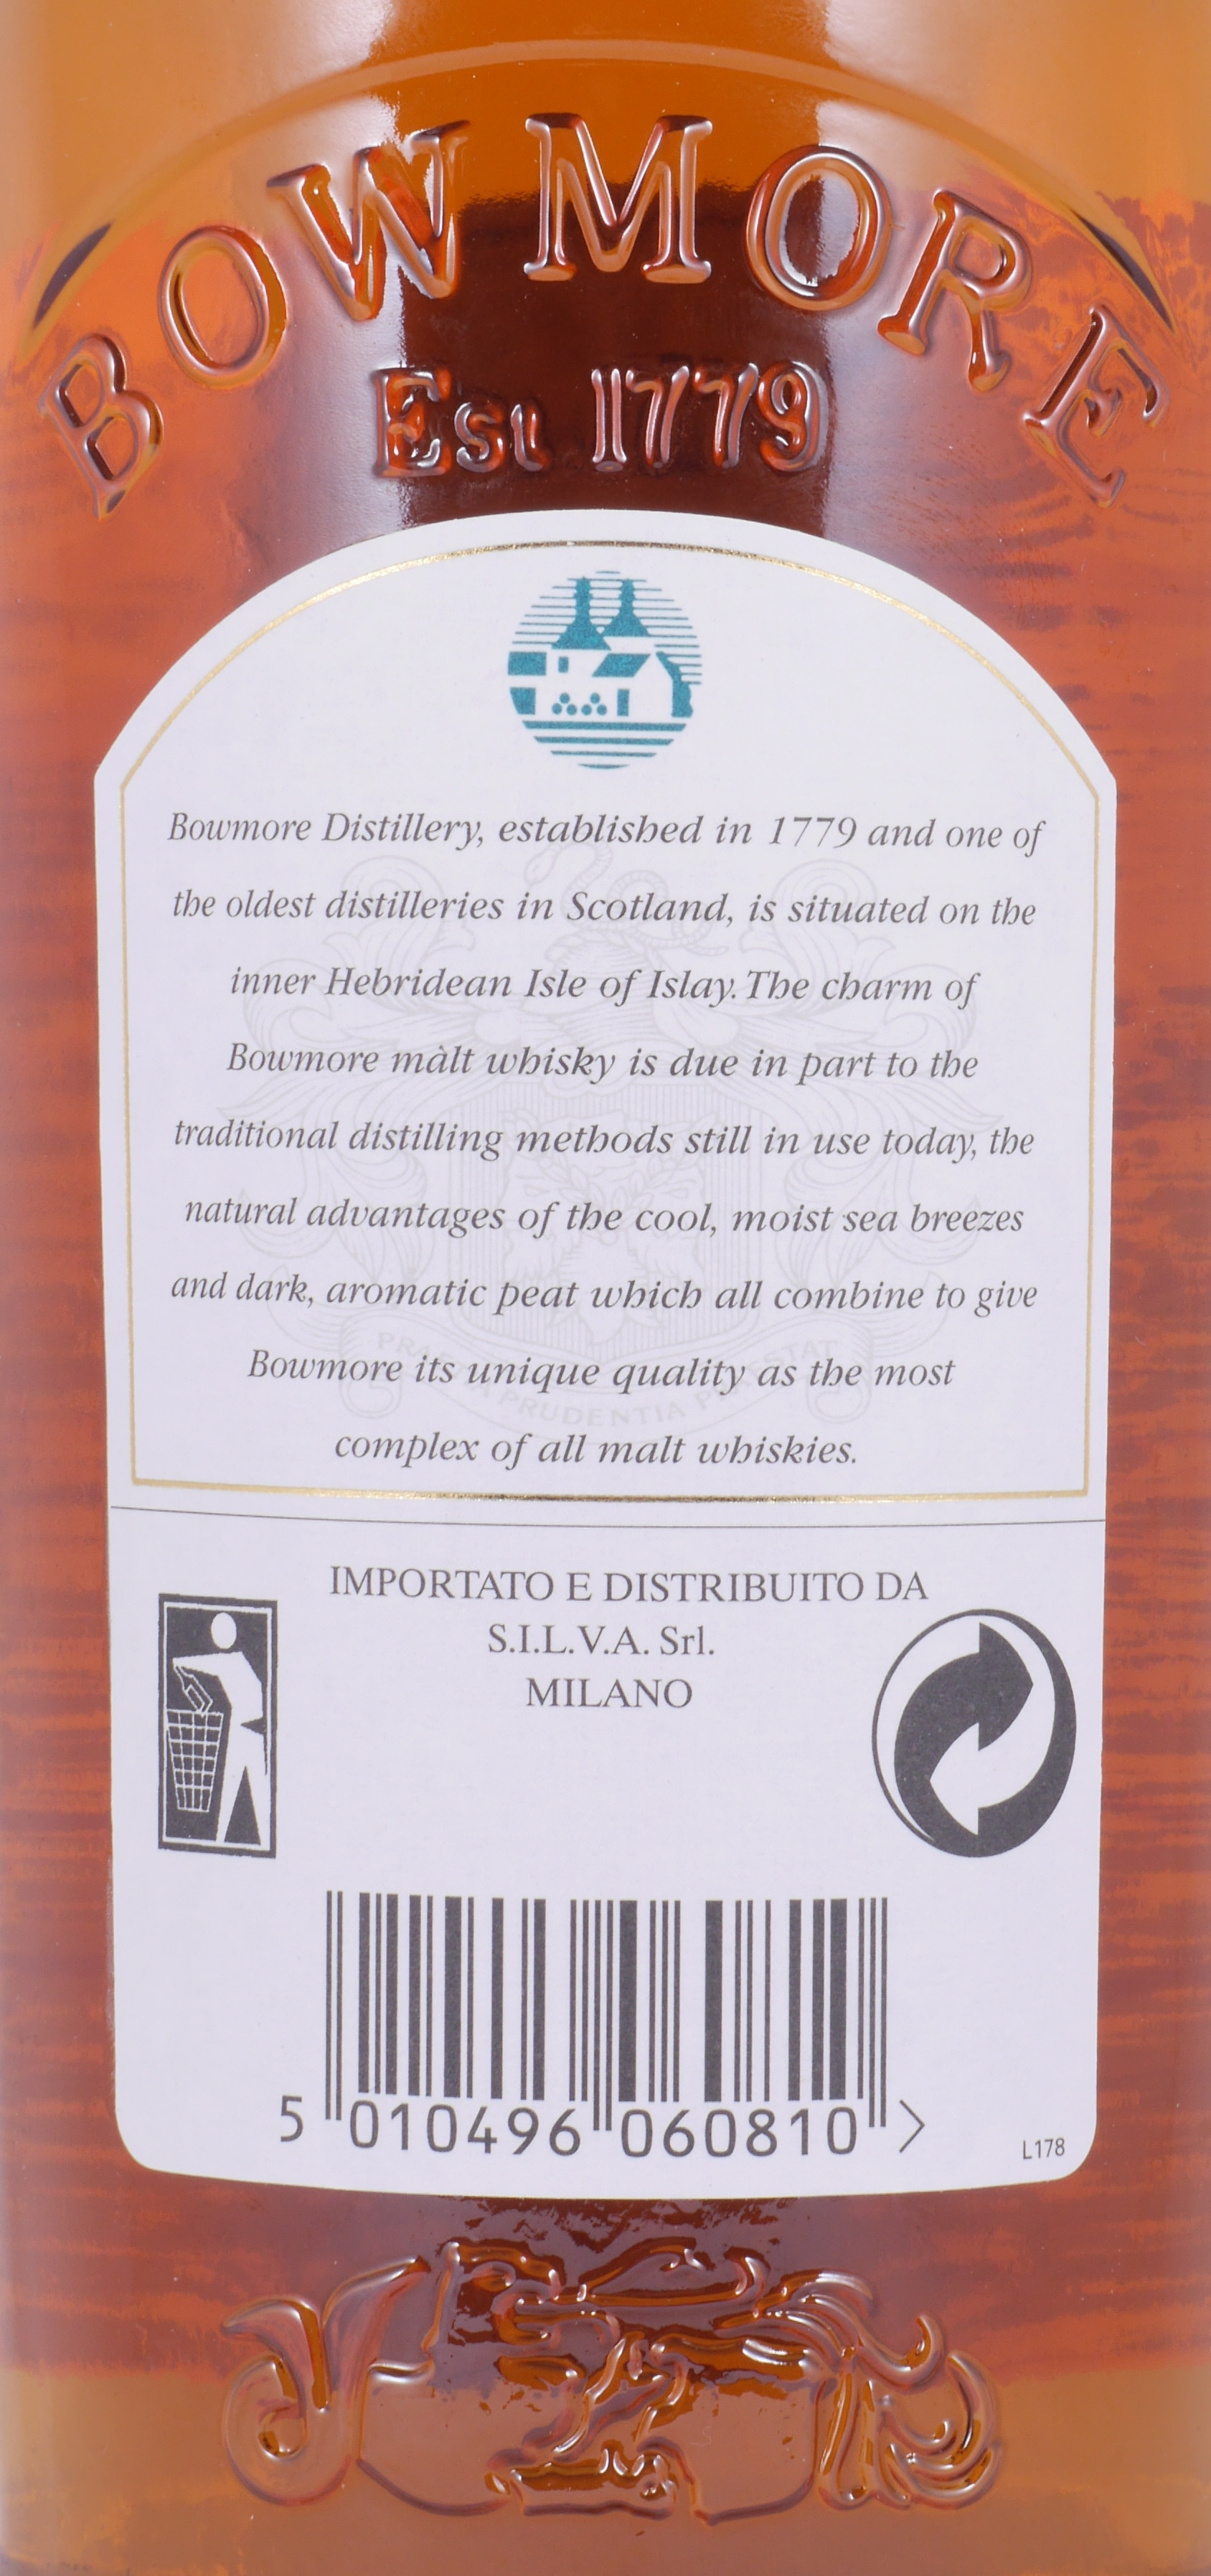 BOWMORE
Est 1779
Bowmore Distillery, established in 1779 and one of
the oldest distilleries in Scotland, is situated on the
inner Hebridean Isle of Islay. The charm of
Bowmore màlt whisky is due in part to the
traditional distilling methods still in use today, the
natural advantages of the cool, moist sea breezes
and dark, aromatic peat which all combine to give
Bowmore its unique quality as the most
complex of all malt whiskies.
PRUDENTIA
IMPORTATO E DISTRIBUITO DA
S.I.L.V.A. Srl.
MILANO
5 010496 060810 >
L178